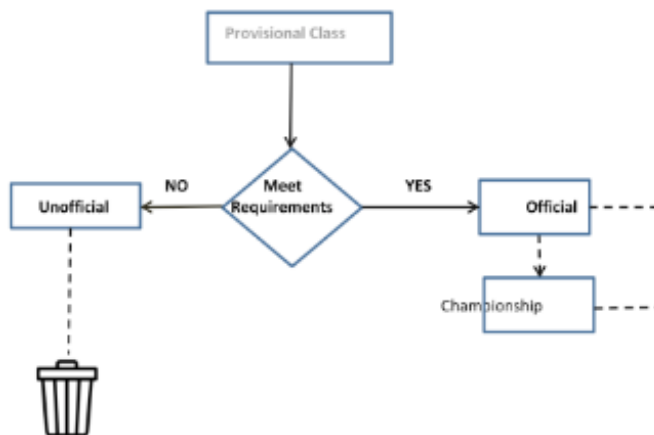 Provisional Class
NO
Meet
Requirements
YES
Unofficial
Official
Championship